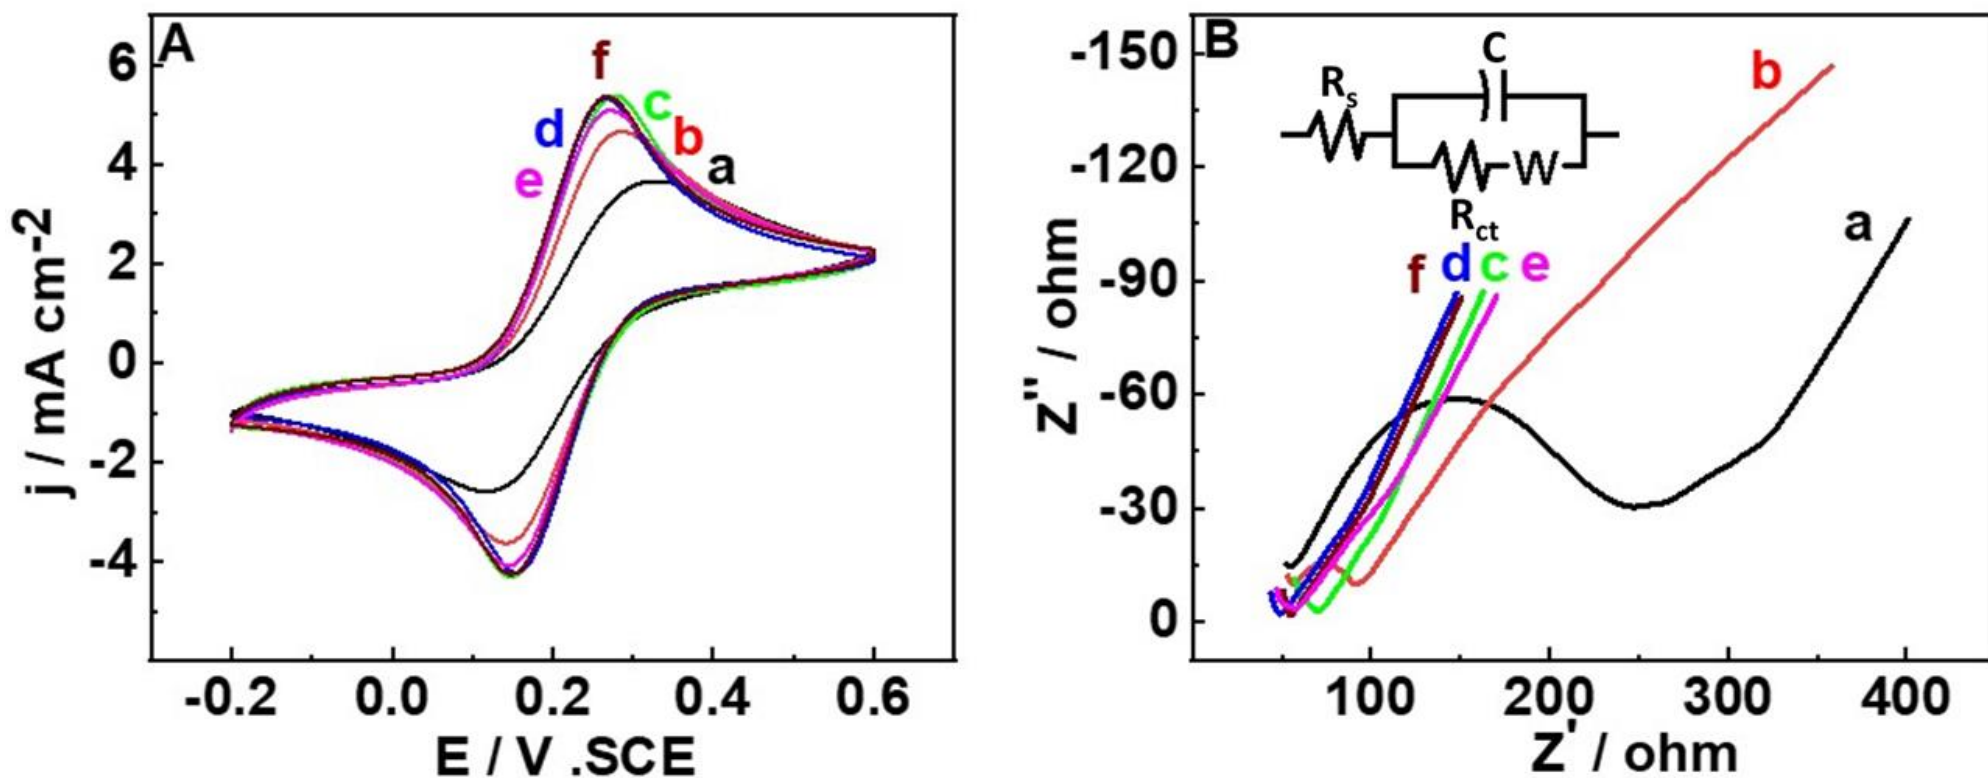 A
6
4
2
0
-2
-4
j / mA cm-2
f
c
d
b
a
e
-0.2 0.0 0.2 0.4 0.6
E / V .SCE
B
-150
-120
-90
-60
-30
0
Z'' / ohm
C
Rs
W
Rct
b
a
f d c e
100 200 300 400
Z' / ohm